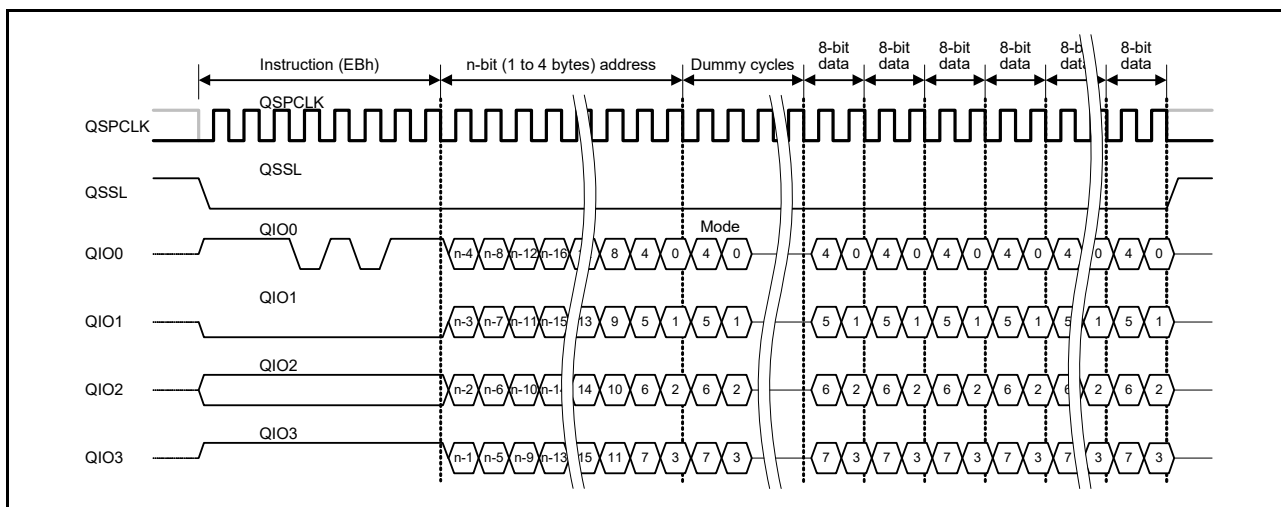 8-bit data 8-bit data 8-bit data 8-bit data 8-bit data 8-bit data
Instruction (EBh) n-bit (1 to 4 bytes) address Dummy cycles
QSPCLK
QSPCLK
QSSL
QSSL
QIO0 Mode
QIO0 n-4 n-8 n-12 n-16 8 4 0 4 0 4 0 4 0 4 0 4 0 4 0 4 0
QIO1
QIO1 n-3 n-7 n-11 n-15 13 9 5 1 5 1 5 1 5 1 5 1 5 1 5 1 5 1
QIO2
QIO2 n-2 n-6 n-10 n-14 14 10 6 2 6 2 6 2 6 2 6 2 6 2 6 2 6 2
QIO3
QIO3 n-1 n-5 n-9 n-13 15 11 7 3 7 3 7 3 7 3 7 3 7 3 7 3 7 3